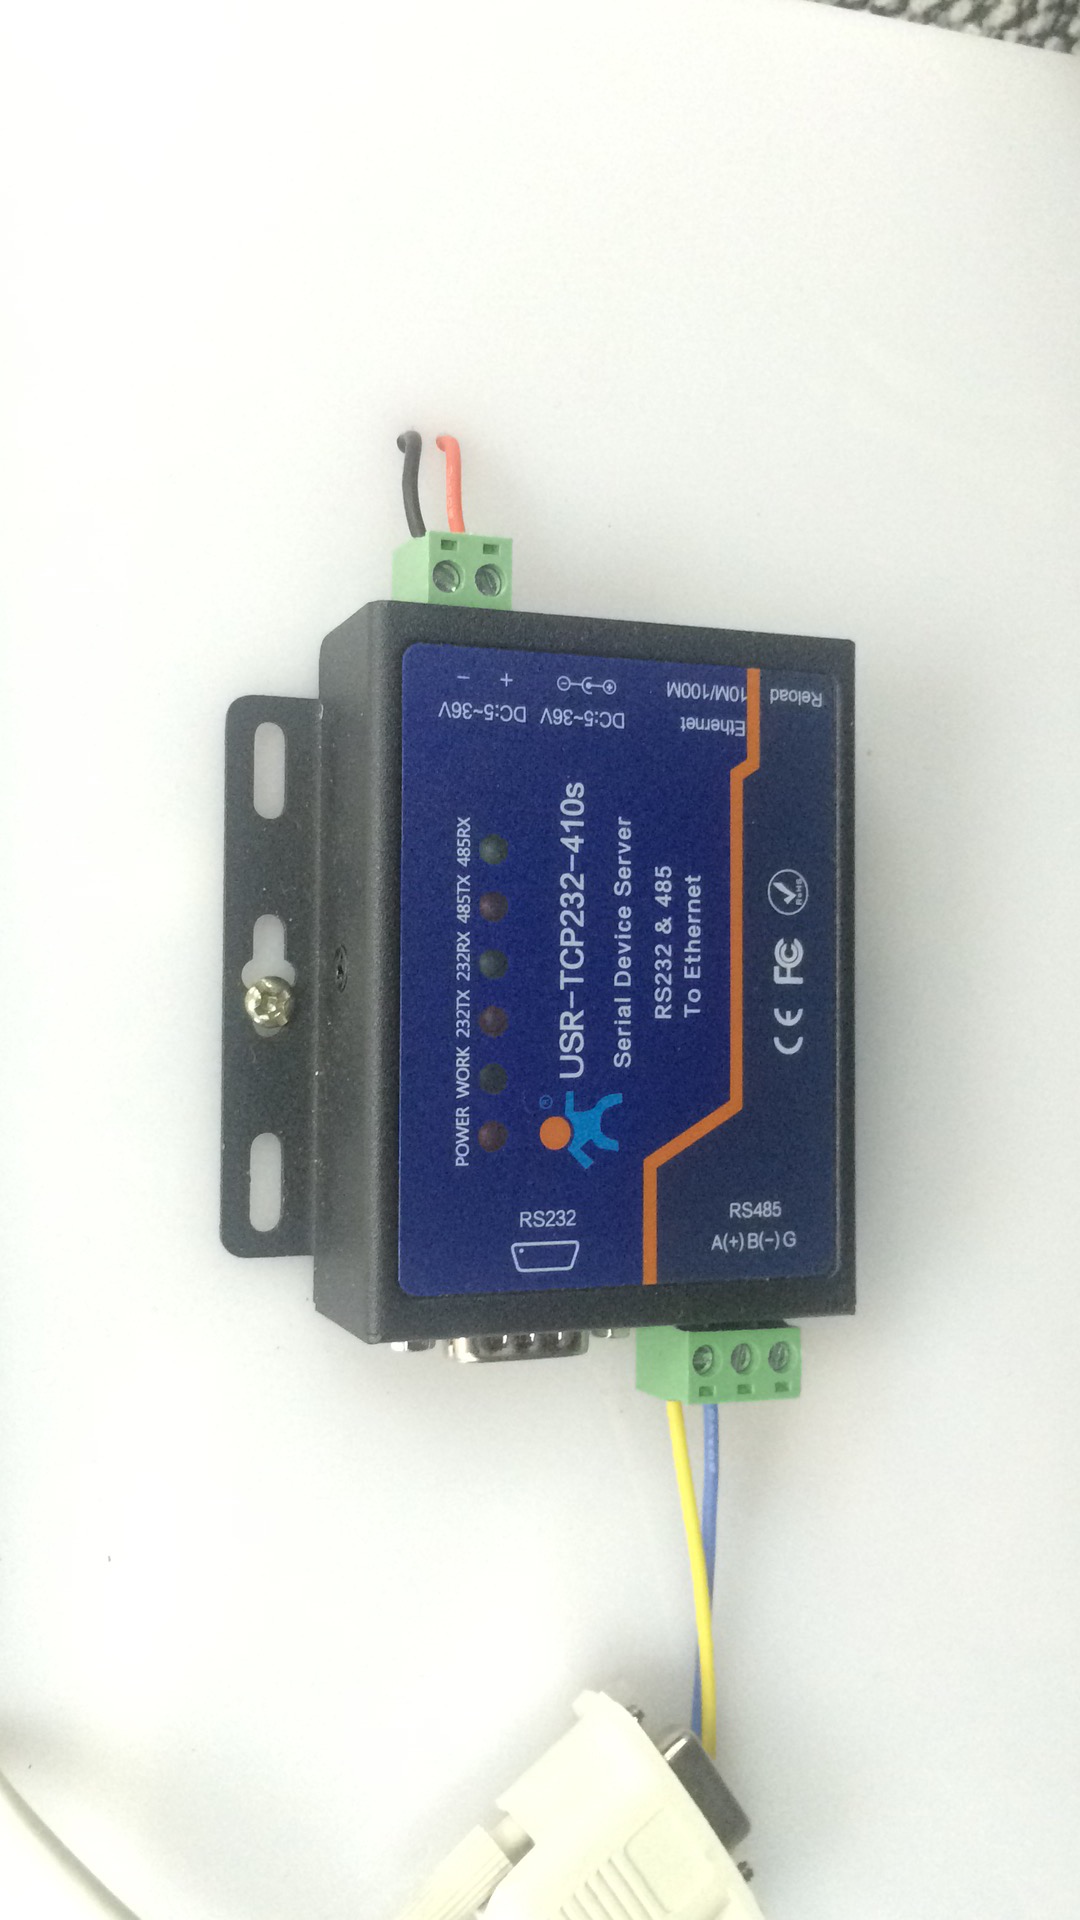 DC:5~36V DC:5~36V Ethernet
− + 10M/100M Reload
POWER WORK 232TX 232RX 485TX 485RX
®
USR-TCP232-410s
Serial Device Server
RS232 & 485
To Ethernet
CE FC RoHS
RS232
RS485
A(+) B(−) G